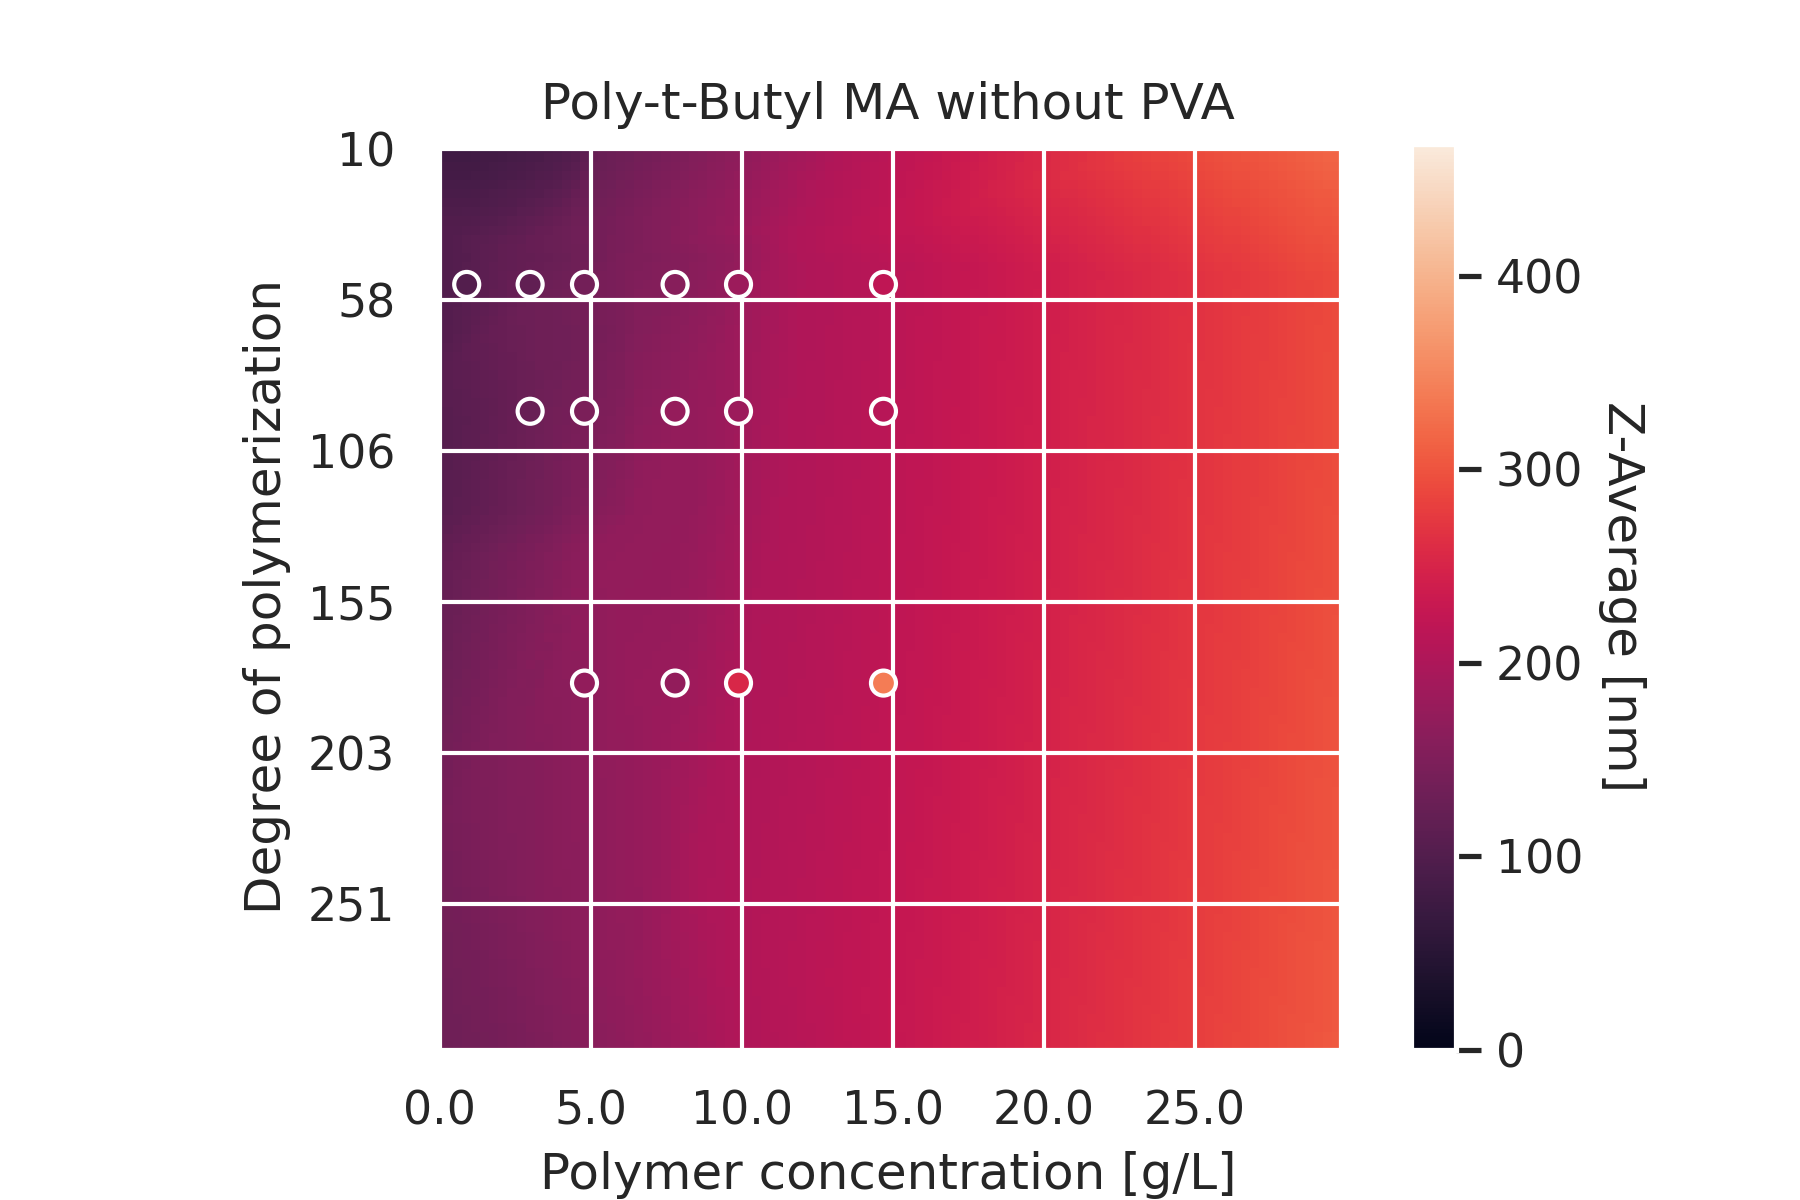 Poly-t-Butyl MA without PVA
10
58
106
155
203
251
Degree of polymerization
0.0 5.0 10.0 15.0 20.0 25.0
Polymer concentration [g/L]
400
300
200
100
0
Z-Average [nm]